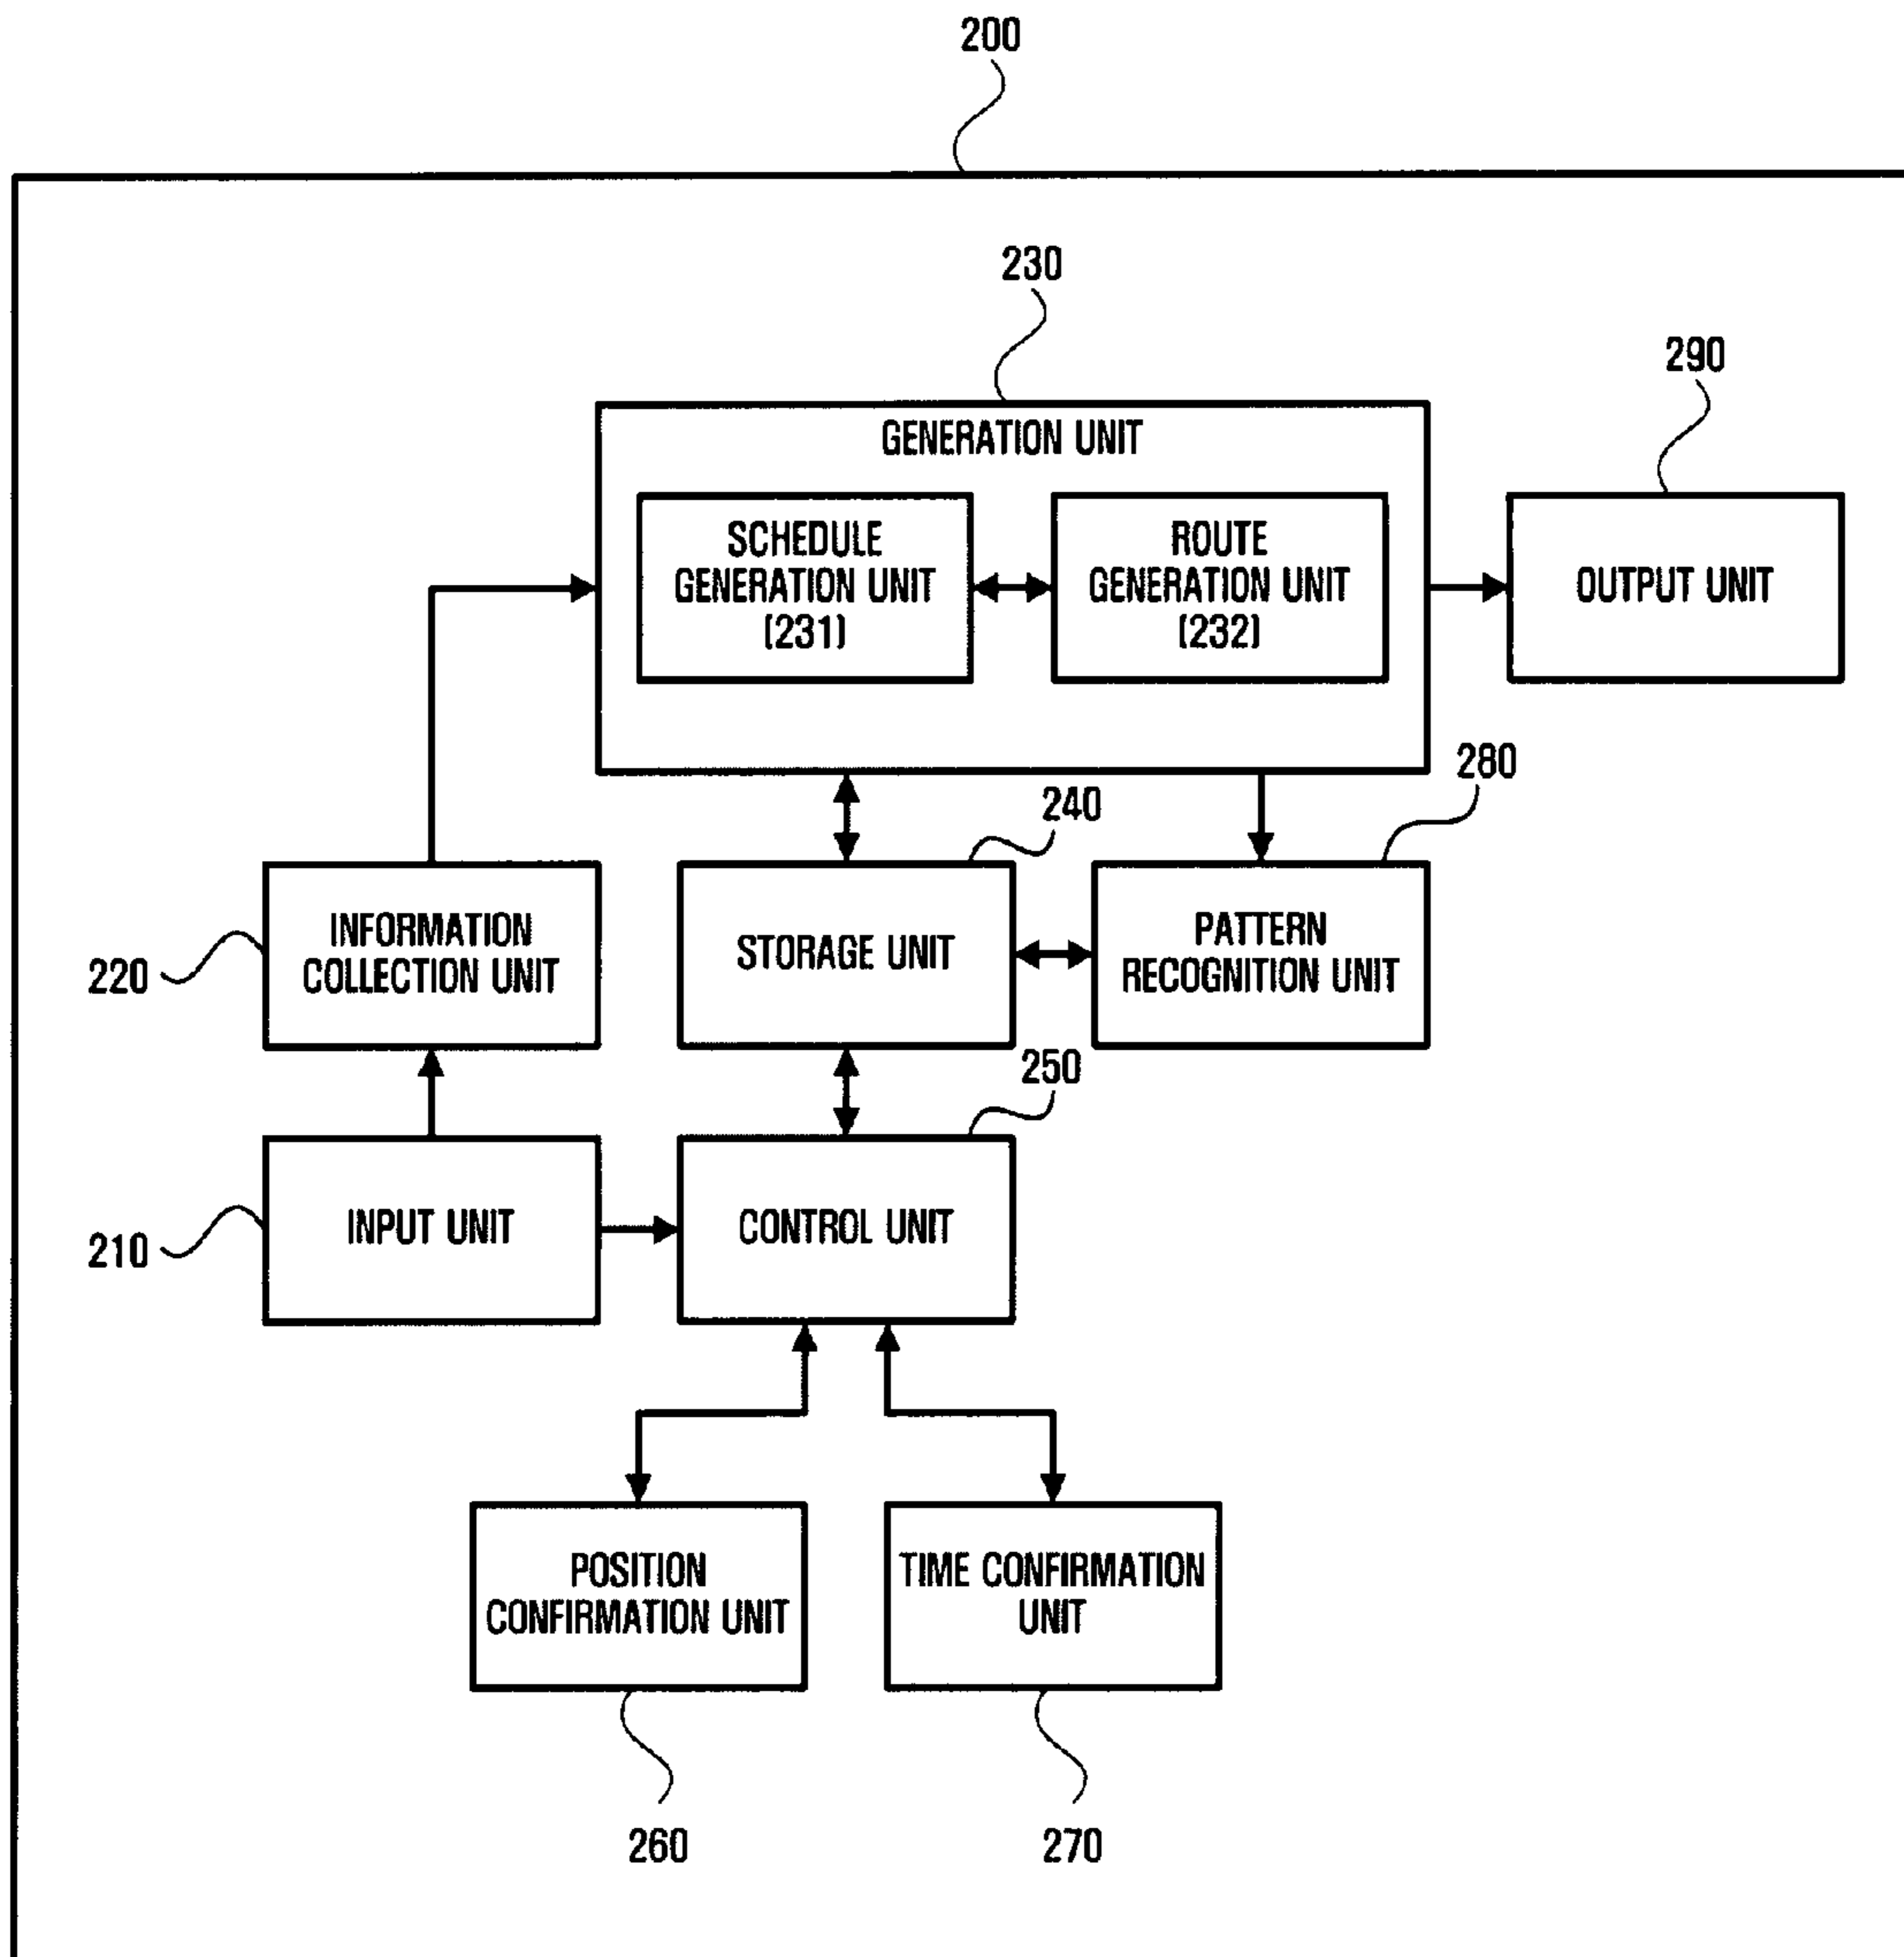 200
230
290
GENERATION UNIT
SCHEDULE
GENERATION UNIT
(231)
ROUTE
GENERATION UNIT
(232)
OUTPUT UNIT
280
240
220
INFORMATION
COLLECTION UNIT
STORAGE UNIT
PATTERN
RECOGNITION UNIT
250
210
INPUT UNIT
CONTROL UNIT
POSITION
CONFIRMATION UNIT
TIME CONFIRMATION
UNIT
260
270